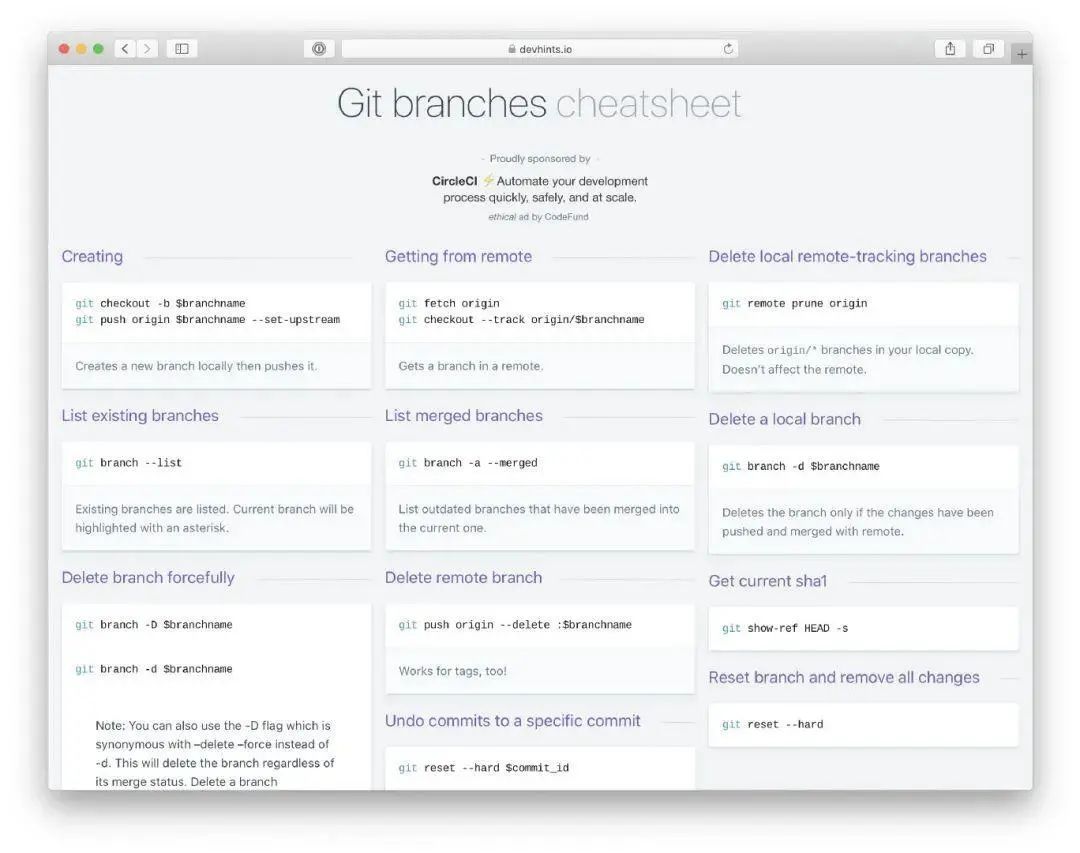 devhints.io
Git branches cheatsheet
· Proudly sponsored by ·
CircleCI ⚡Automate your development
process quickly, safely, and at scale.
ethical ad by CodeFund
Creating
git checkout -b $branchname
git push origin $branchname --set-upstream
Creates a new branch locally then pushes it.
List existing branches
git branch --list
Existing branches are listed. Current branch will be
highlighted with an asterisk.
Delete branch forcefully
git branch -D $branchname
git branch -d $branchname
Note: You can also use the -D flag which is
synonymous with –delete –force instead of
-d. This will delete the branch regardless of
its merge status. Delete a branch
Getting from remote
git fetch origin
git checkout --track origin/$branchname
Gets a branch in a remote.
List merged branches
git branch -a --merged
List outdated branches that have been merged into
the current one.
Delete remote branch
git push origin --delete :$branchname
Works for tags, too!
Undo commits to a specific commit
git reset --hard $commit_id
Delete local remote-tracking branches
git remote prune origin
Deletes origin/* branches in your local copy.
Doesn't affect the remote.
Delete a local branch
git branch -d $branchname
Deletes the branch only if the changes have been
pushed and merged with remote.
Get current sha1
git show-ref HEAD -s
Reset branch and remove all changes
git reset --hard